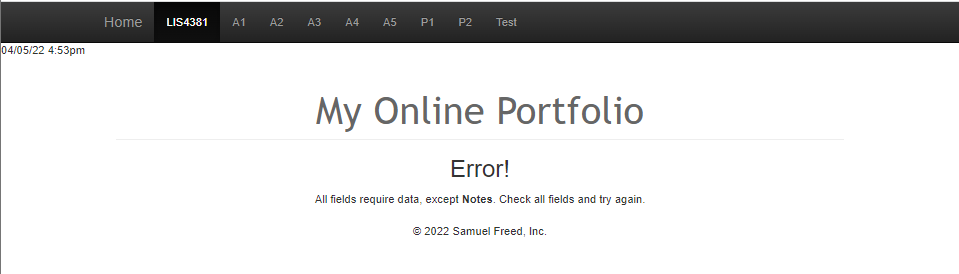 Home LIS4381 A1 A2 A3 A4 A5 P1 P2 Test
04/05/22 4:53pm
My Online Portfolio
Error!
All fields require data, except Notes. Check all fields and try again.
© 2022 Samuel Freed, Inc.